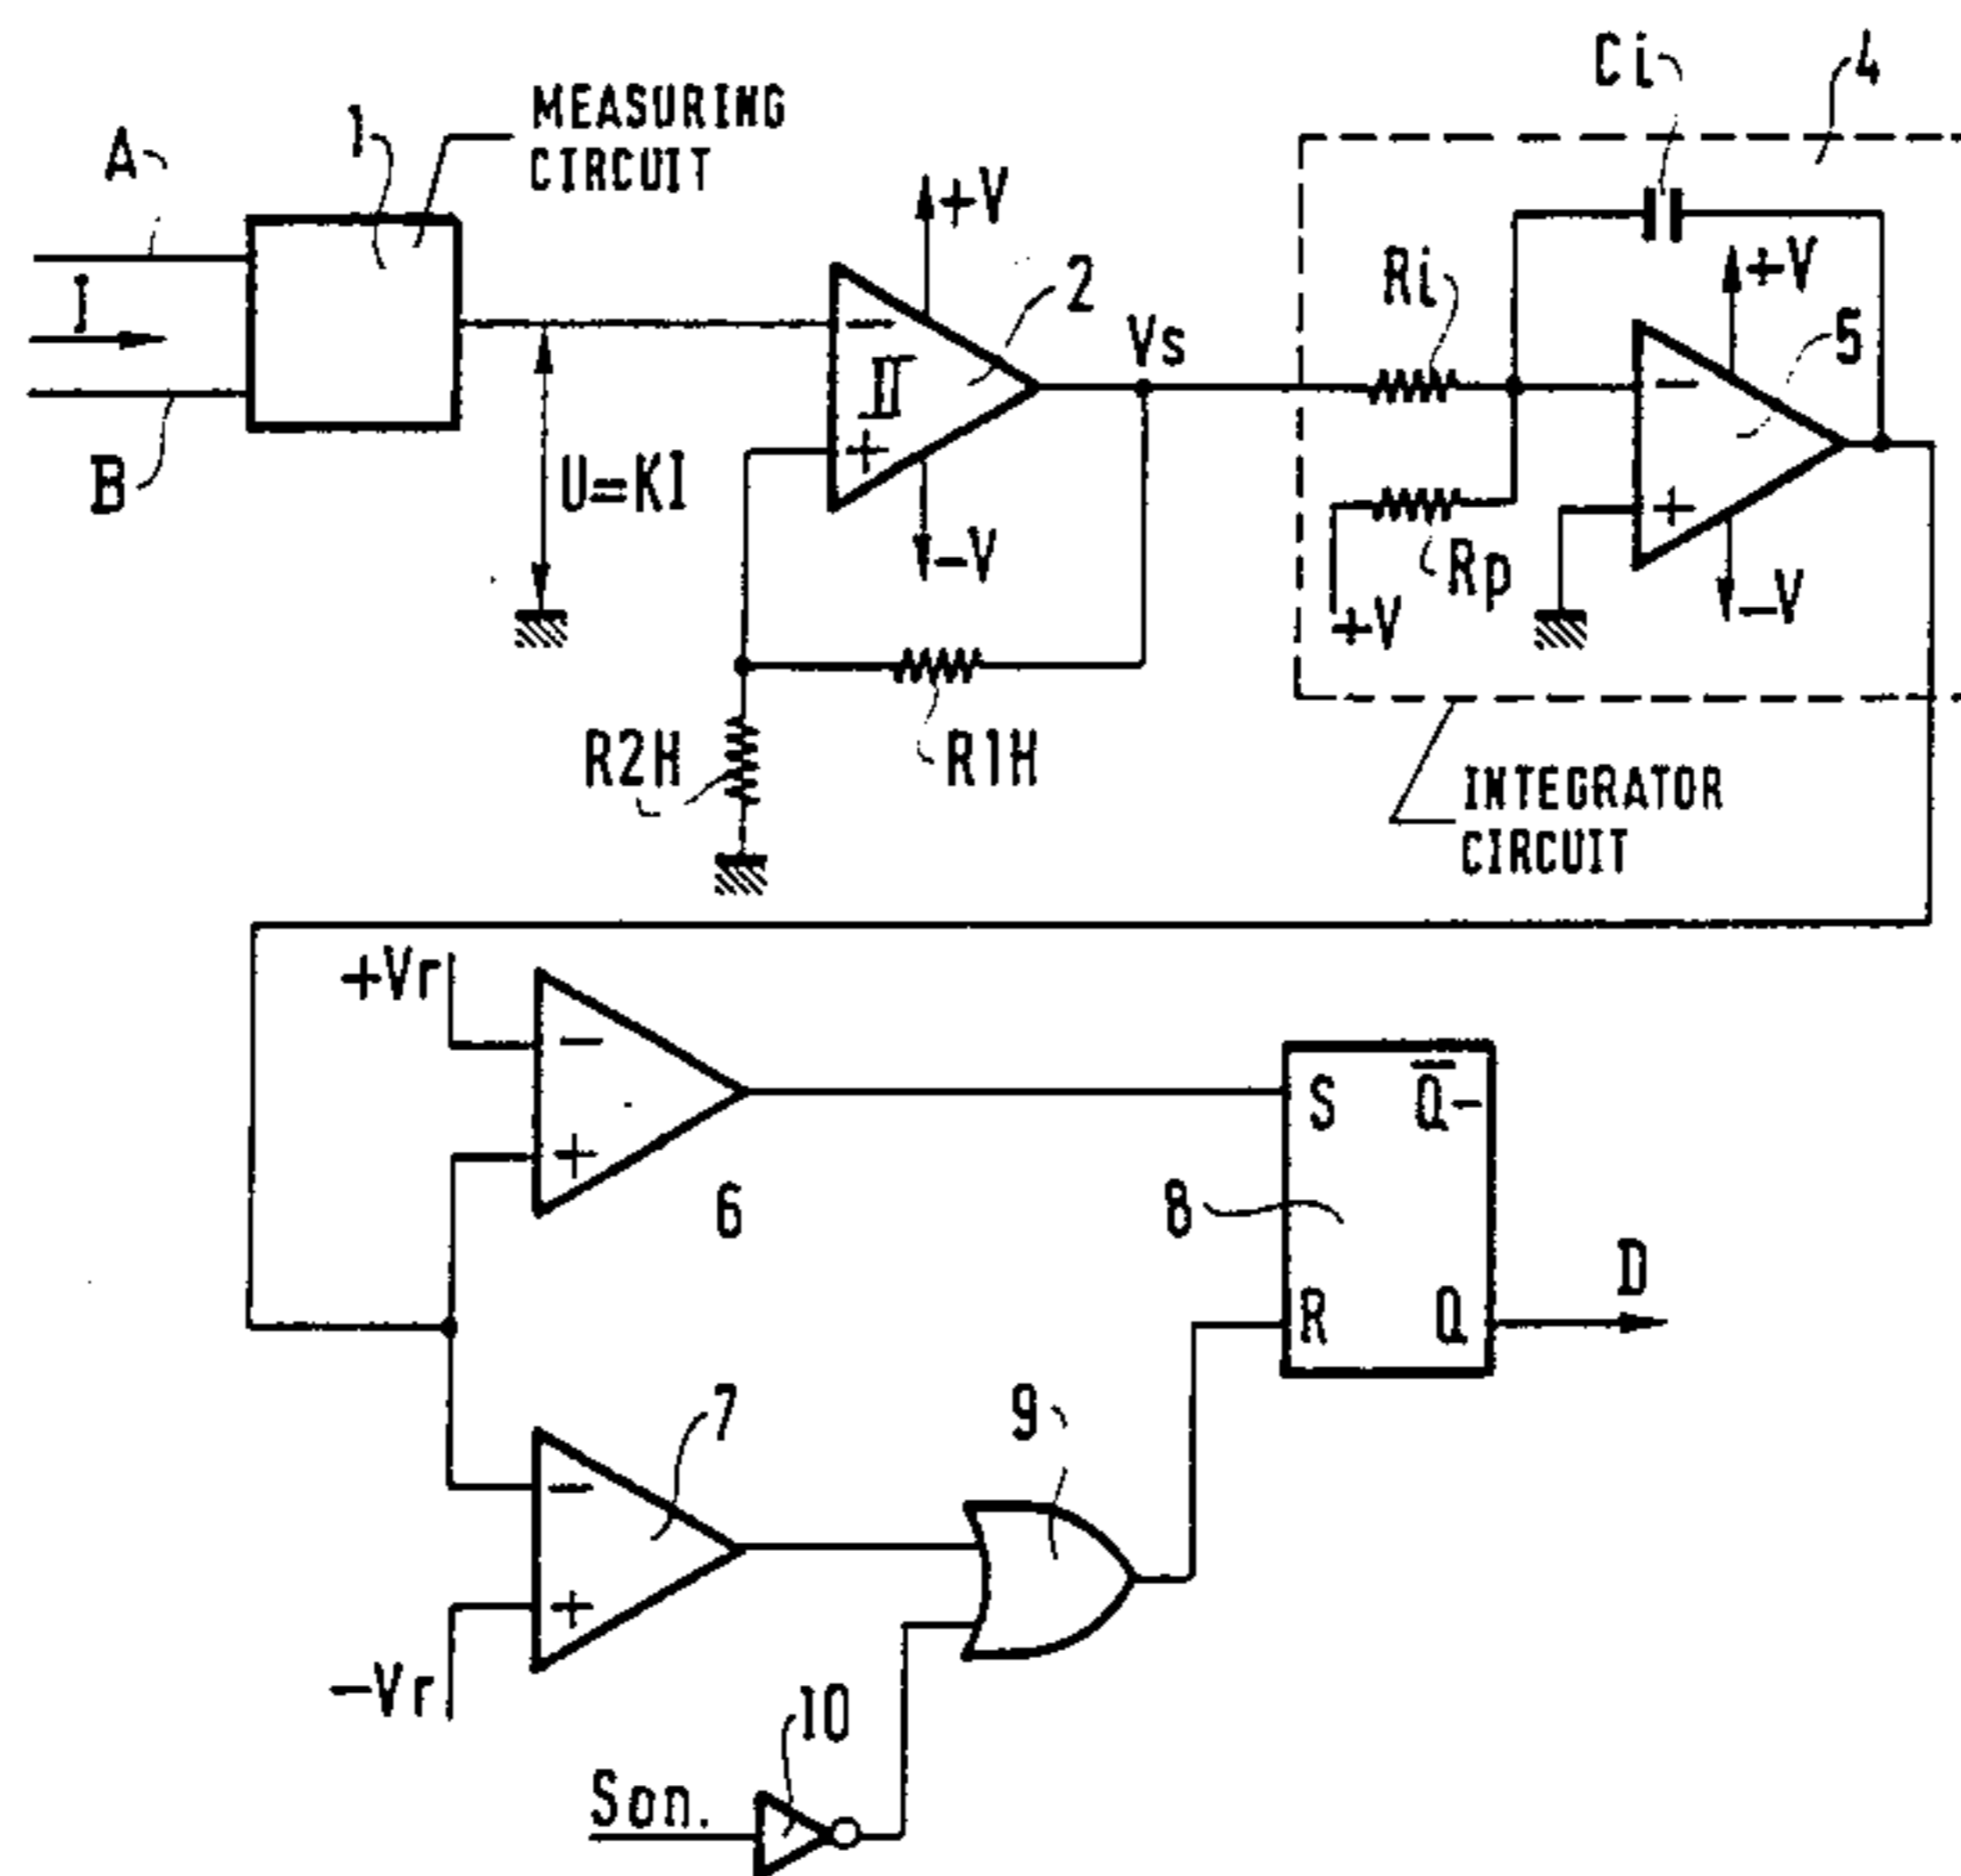 A
1
MEASURING
CIRCUIT
I
B
U=KI
+V
-
II
+
2
-V
Vs
R2H
R1H
Ci
4
Ri
+V
5
-
+
Rp
+V
-V
INTEGRATOR
CIRCUIT
+Vr
-
+
6
S
Q̅
8
R
Q
D
7
-
+
-Vr
9
10
Son.